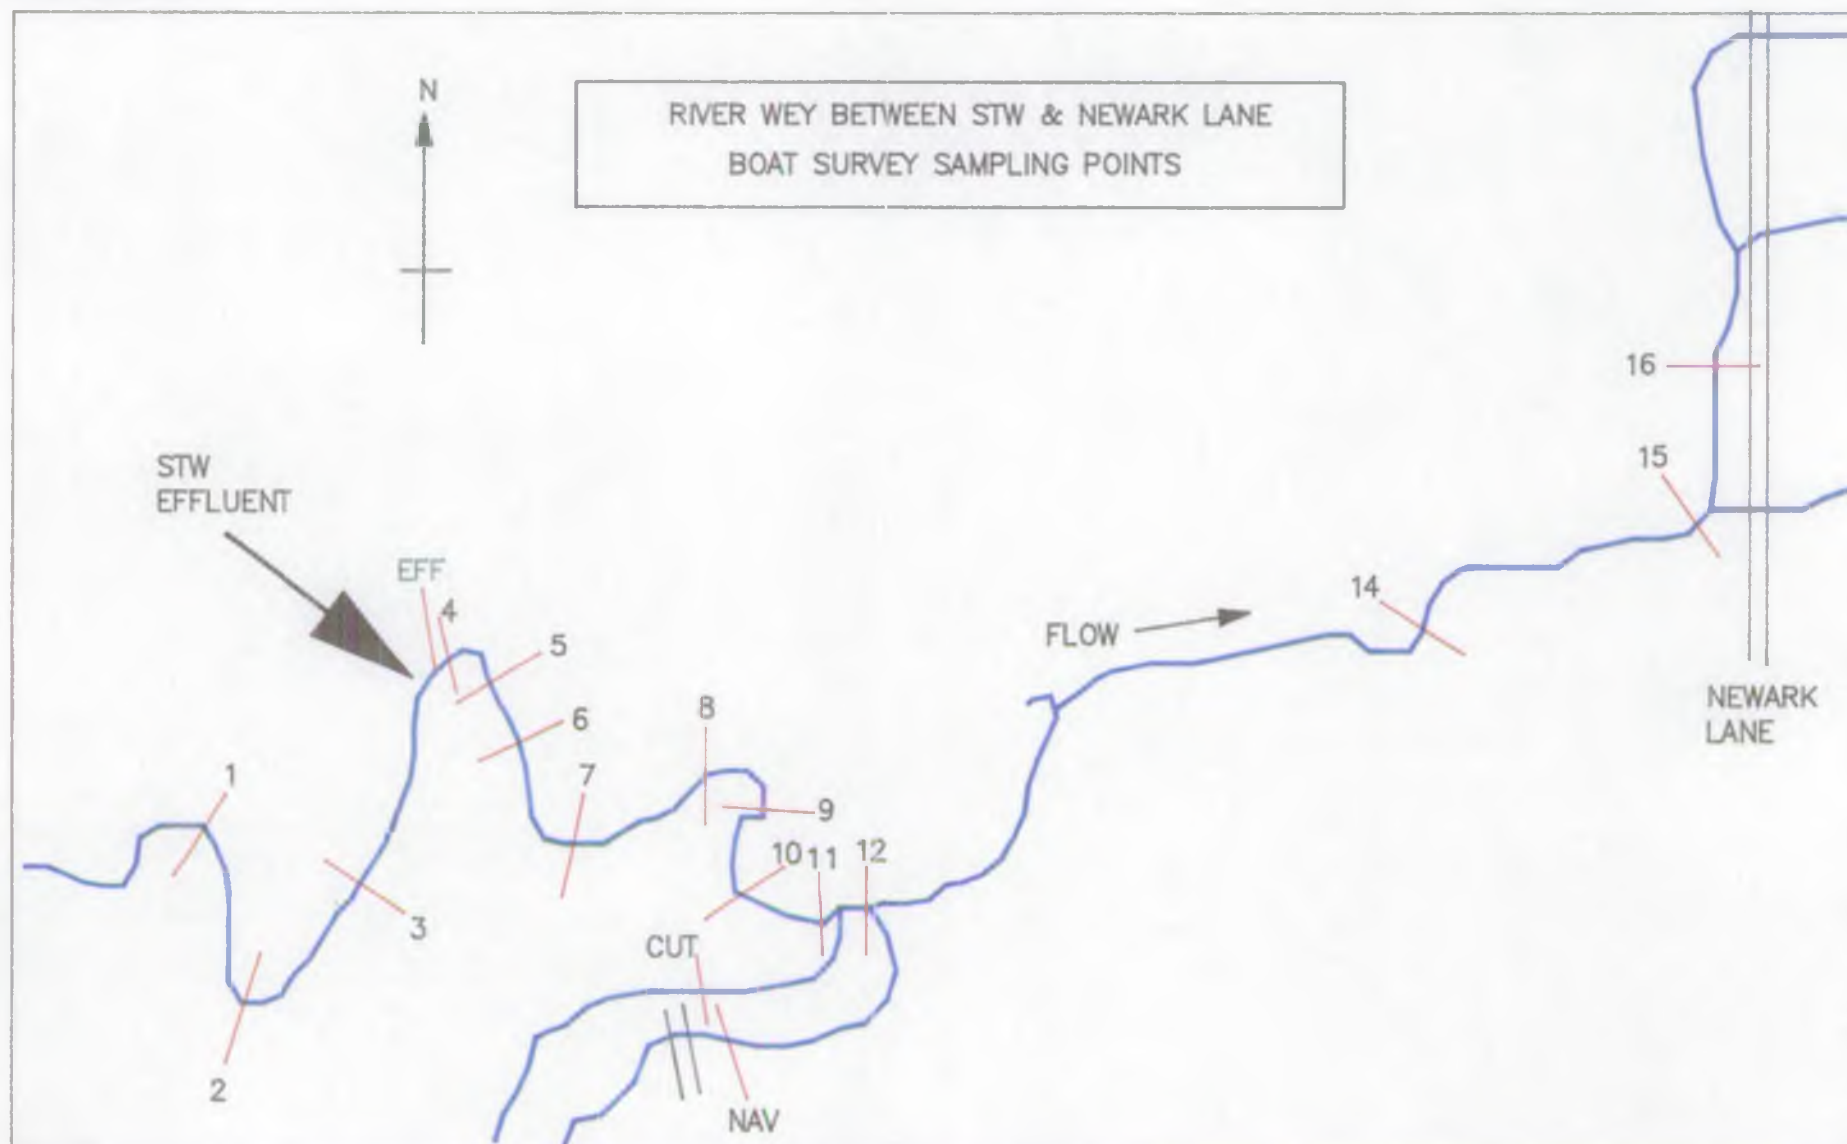 N
RIVER WEY BETWEEN STW & NEWARK LANE
BOAT SURVEY SAMPLING POINTS
16
15
STW
EFFLUENT
EFF
4
14
5
FLOW
6
8
NEWARK
LANE
1
7
9
10
11
12
3
CUT
2
NAV